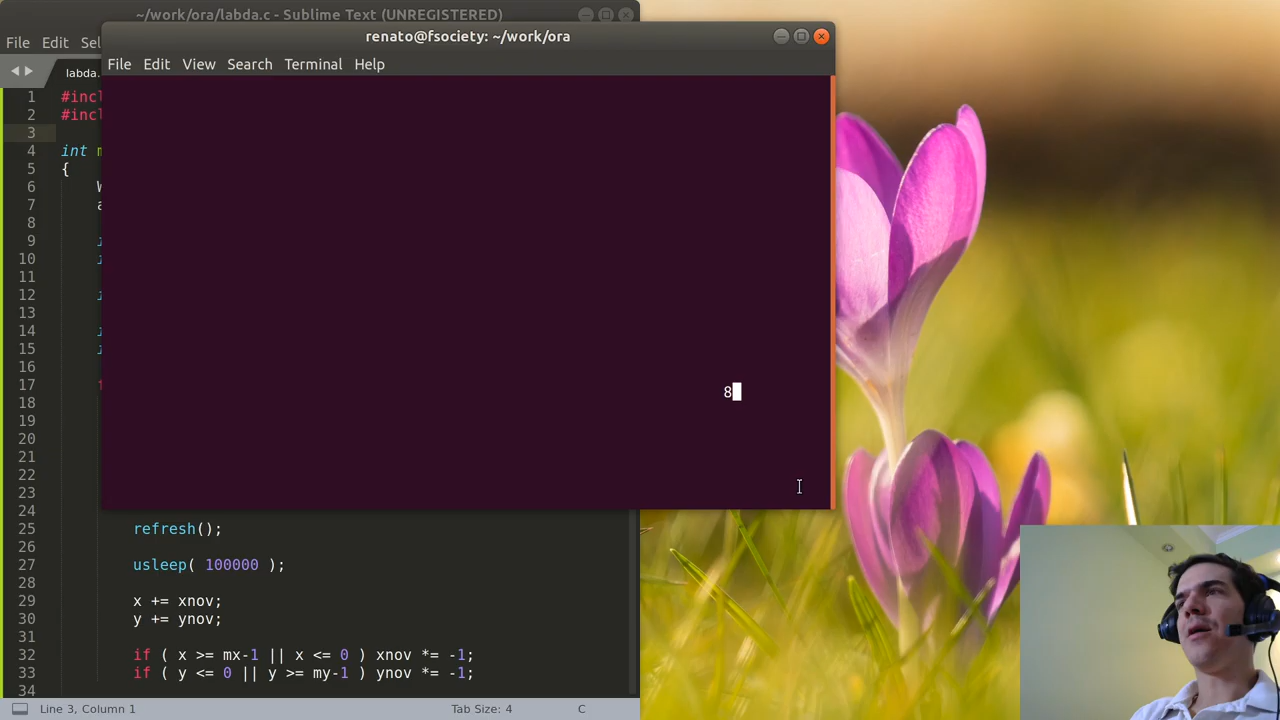 ~/work/ora/labda.c - Sublime Text (UNREGISTERED)
File Edit Sel
labda.
renato@fsociety: ~/work/ora
File Edit View Search Terminal Help
8
1 #incl
2 #incl
3
4 int m
5 {
6 W
7 a
8
9 i
10 i
11
12 i
13
14 i
15 i
16
17 f
18
19
20
21
22
23
24
25 refresh();
26
27 usleep( 100000 );
28
29 x += xnov;
30 y += ynov;
31
32 if ( x >= mx-1 || x <= 0 ) xnov *= -1;
33 if ( y <= 0 || y >= my-1 ) ynov *= -1;
34
Line 3, Column 1 Tab Size: 4 C